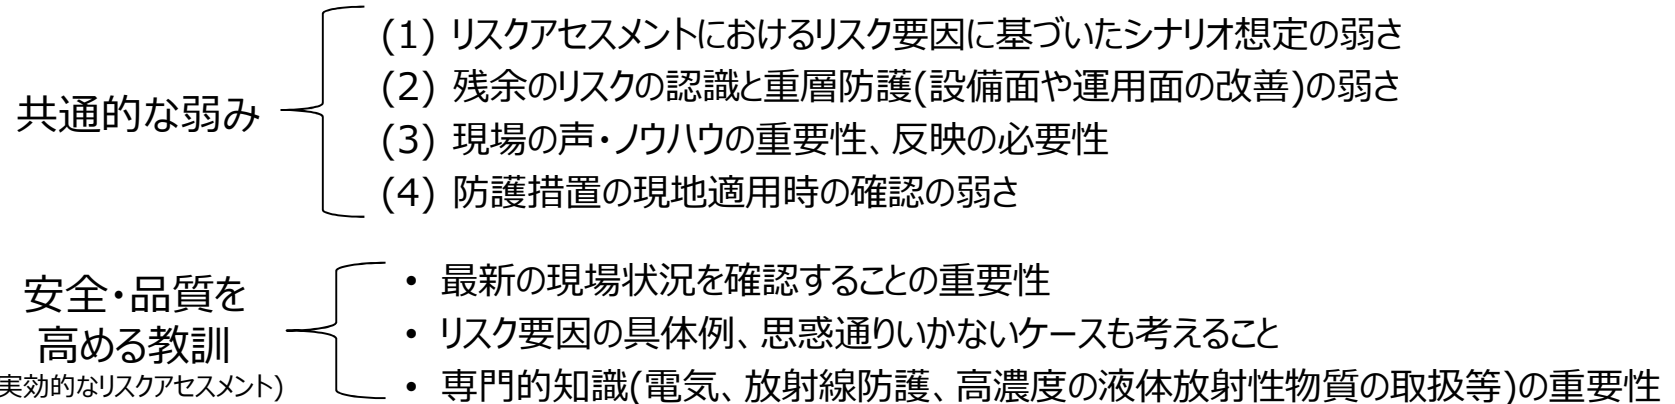 共通的な弱み
(1) リスクアセスメントにおけるリスク要因に基づいたシナリオ想定の弱さ
(2) 残余のリスクの認識と重層防護(設備面や運用面の改善)の弱さ
(3) 現場の声・ノウハウの重要性、反映の必要性
(4) 防護措置の現地適用時の確認の弱さ
安全・品質を
高める教訓
実効的なリスクアセスメント)
• 最新の現場状況を確認することの重要性
• リスク要因の具体例、思惑通りいかないケースも考えること
• 専門的知識(電気、放射線防護、高濃度の液体放射性物質の取扱等)の重要性